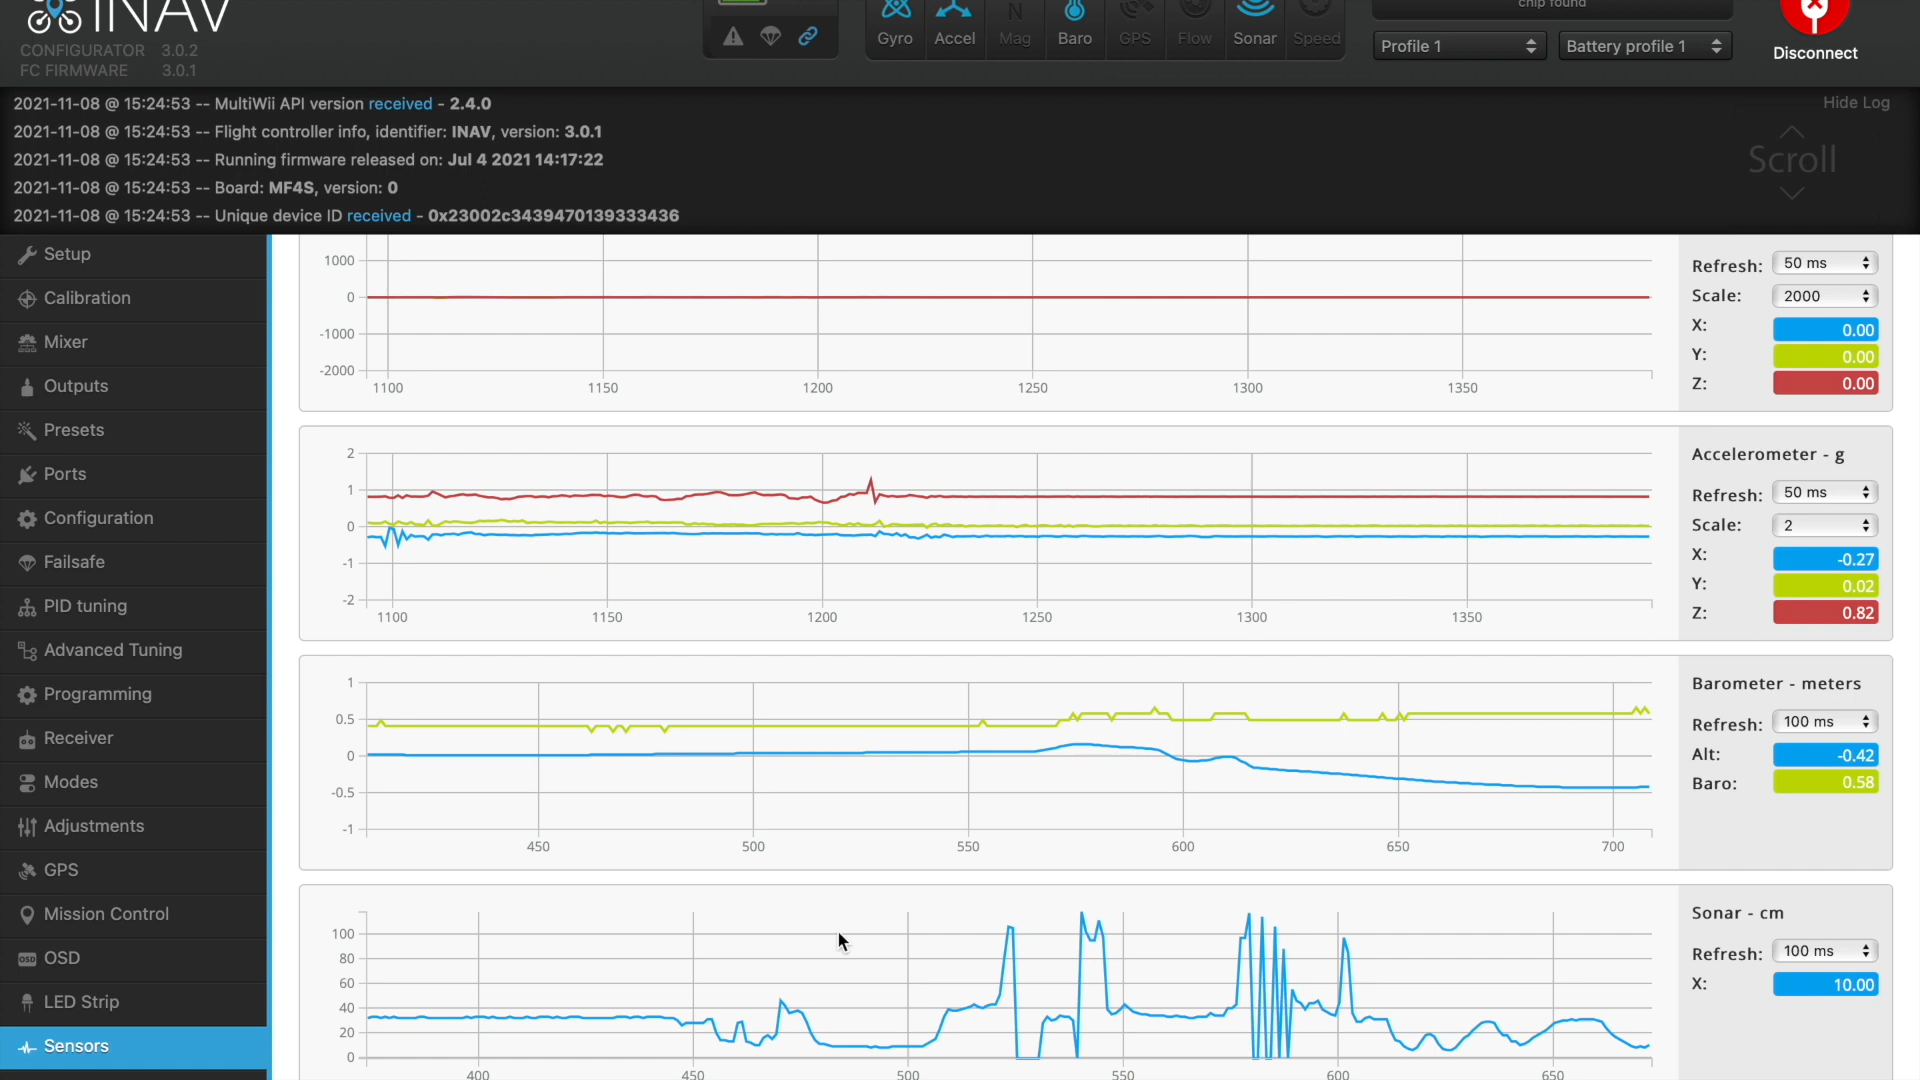 INAV
CONFIGURATOR 3.0.2
FC FIRMWARE 3.0.1
Gyro Accel Mag Baro GPS Flow Sonar Speed
chip found
Profile 1 Battery profile 1
Disconnect
2021-11-08 @ 15:24:53 -- MultiWii API version received - 2.4.0
Hide Log
2021-11-08 @ 15:24:53 -- Flight controller info, identifier: INAV, version: 3.0.1
2021-11-08 @ 15:24:53 -- Running firmware released on: Jul 4 2021 14:17:22
Scroll
2021-11-08 @ 15:24:53 -- Board: MF4S, version: 0
2021-11-08 @ 15:24:53 -- Unique device ID received - 0x23002c3439470139333436
Setup
Calibration
Mixer
Outputs
Presets
Ports
Configuration
Failsafe
PID tuning
Advanced Tuning
Programming
Receiver
Modes
Adjustments
GPS
Mission Control
OSD
LED Strip
Sensors
1000
0
-1000
-2000
1100 1150 1200 1250 1300 1350
Refresh: 50 ms
Scale: 2000
X: 0.00
Y: 0.00
Z: 0.00
2
1
0
-1
-2
1100 1150 1200 1250 1300 1350
Accelerometer - g
Refresh: 50 ms
Scale: 2
X: -0.27
Y: 0.02
Z: 0.82
1
0.5
0
-0.5
-1
450 500 550 600 650 700
Barometer - meters
Refresh: 100 ms
Alt: -0.42
Baro: 0.58
100
80
60
40
20
0
400 450 500 550 600 650
Sonar - cm
Refresh: 100 ms
X: 10.00